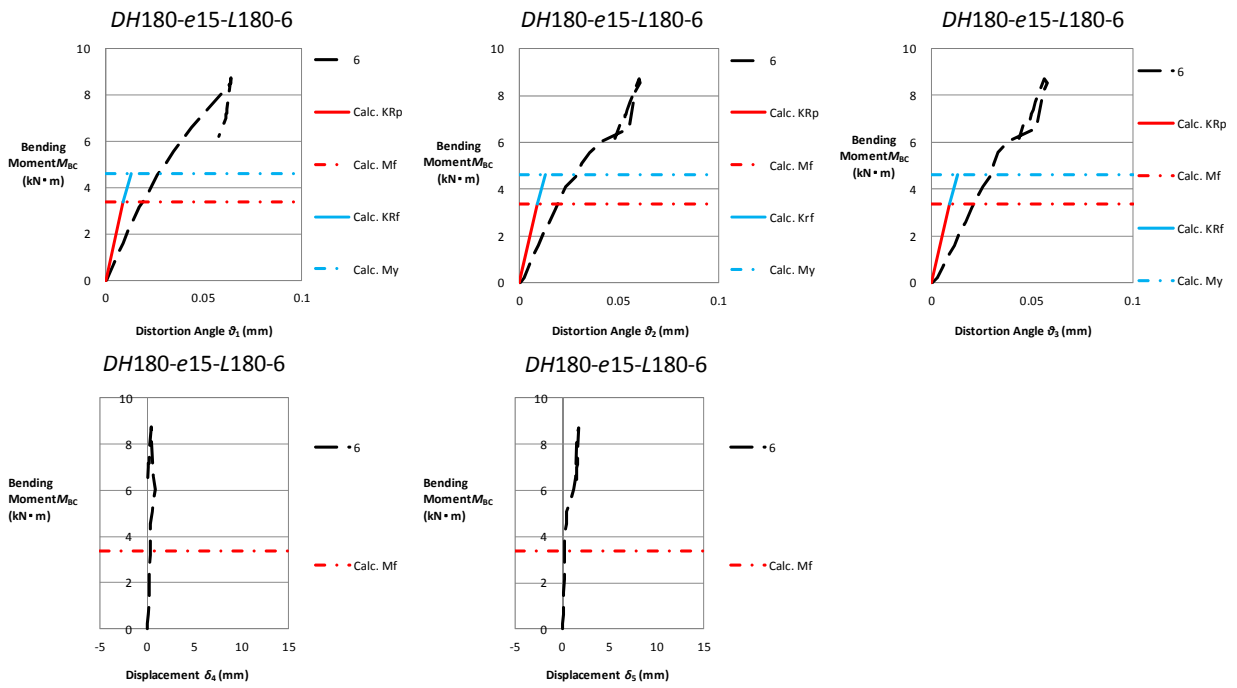 DH180-e15-L180-6
10
8
6
4
2
0
0
0.05
0.1
Bending
MomentMBC
(kN・m)
Distortion Angle ϑ1 (mm)
6
Calc. KRp
Calc. Mf
Calc. KRf
Calc. My
DH180-e15-L180-6
10
8
6
4
2
0
0
0.05
0.1
Bending
MomentMBC
(kN・m)
Distortion Angle ϑ2 (mm)
6
Calc. KRp
Calc. Mf
Calc. Krf
Calc. My
DH180-e15-L180-6
10
8
6
4
2
0
0
0.05
0.1
Bending
MomentMBC
(kN・m)
Distortion Angle ϑ3 (mm)
6
Calc. KRp
Calc. Mf
Calc. KRf
Calc. My
DH180-e15-L180-6
10
8
6
4
2
0
-5
0
5
10
15
Bending
MomentMBC
(kN・m)
Displacement δ4 (mm)
6
Calc. Mf
DH180-e15-L180-6
10
8
6
4
2
0
-5
0
5
10
15
Bending
MomentMBC
(kN・m)
Displacement δ5 (mm)
6
Calc. Mf